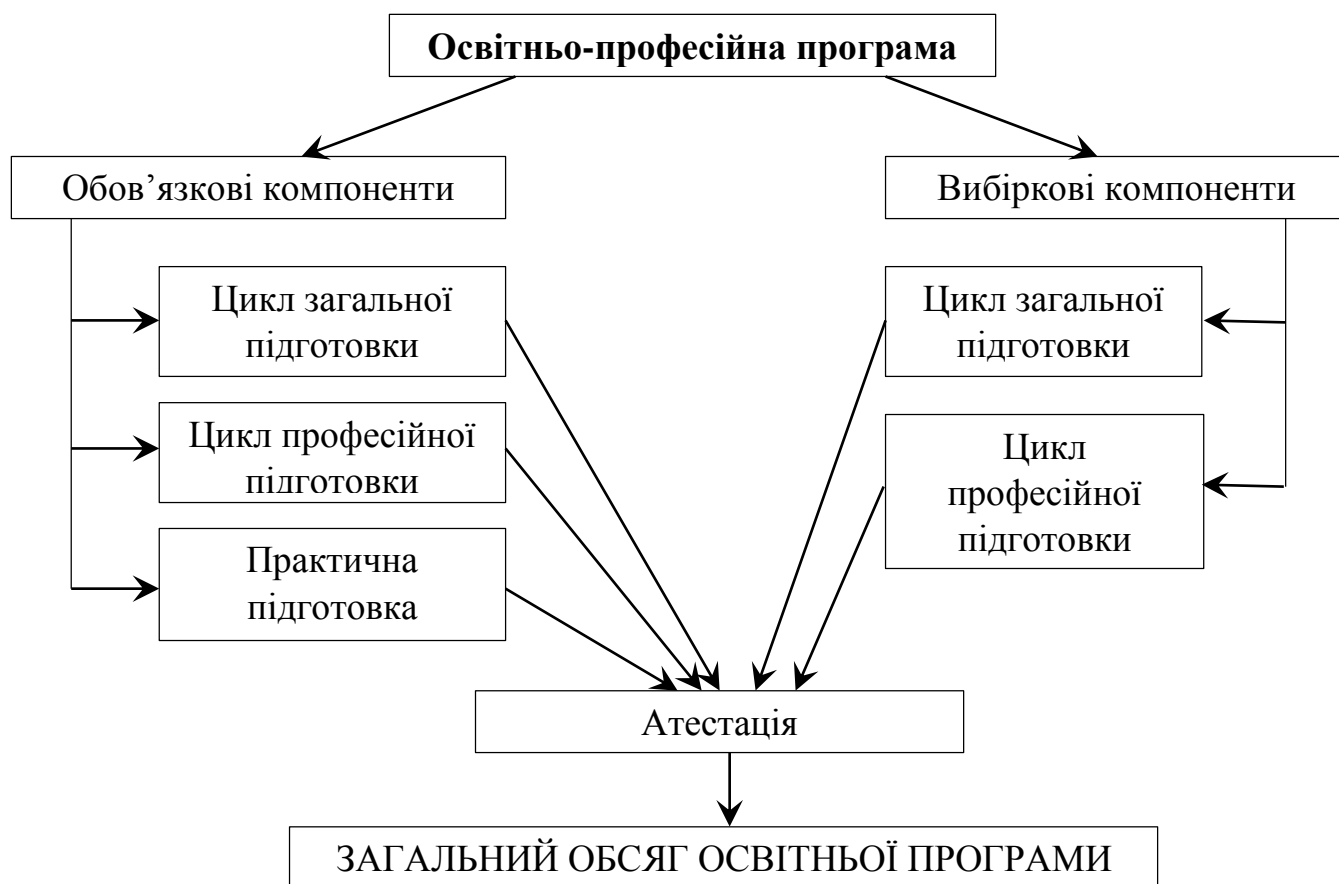 Освітньо-професійна програма
Обов’язкові компоненти
Вибіркові компоненти
Цикл загальної
підготовки
Цикл загальної
підготовки
Цикл професійної
підготовки
Цикл
професійної
підготовки
Практична
підготовка
Атестація
ЗАГАЛЬНИЙ ОБСЯГ ОСВІТНЬОЇ ПРОГРАМИ